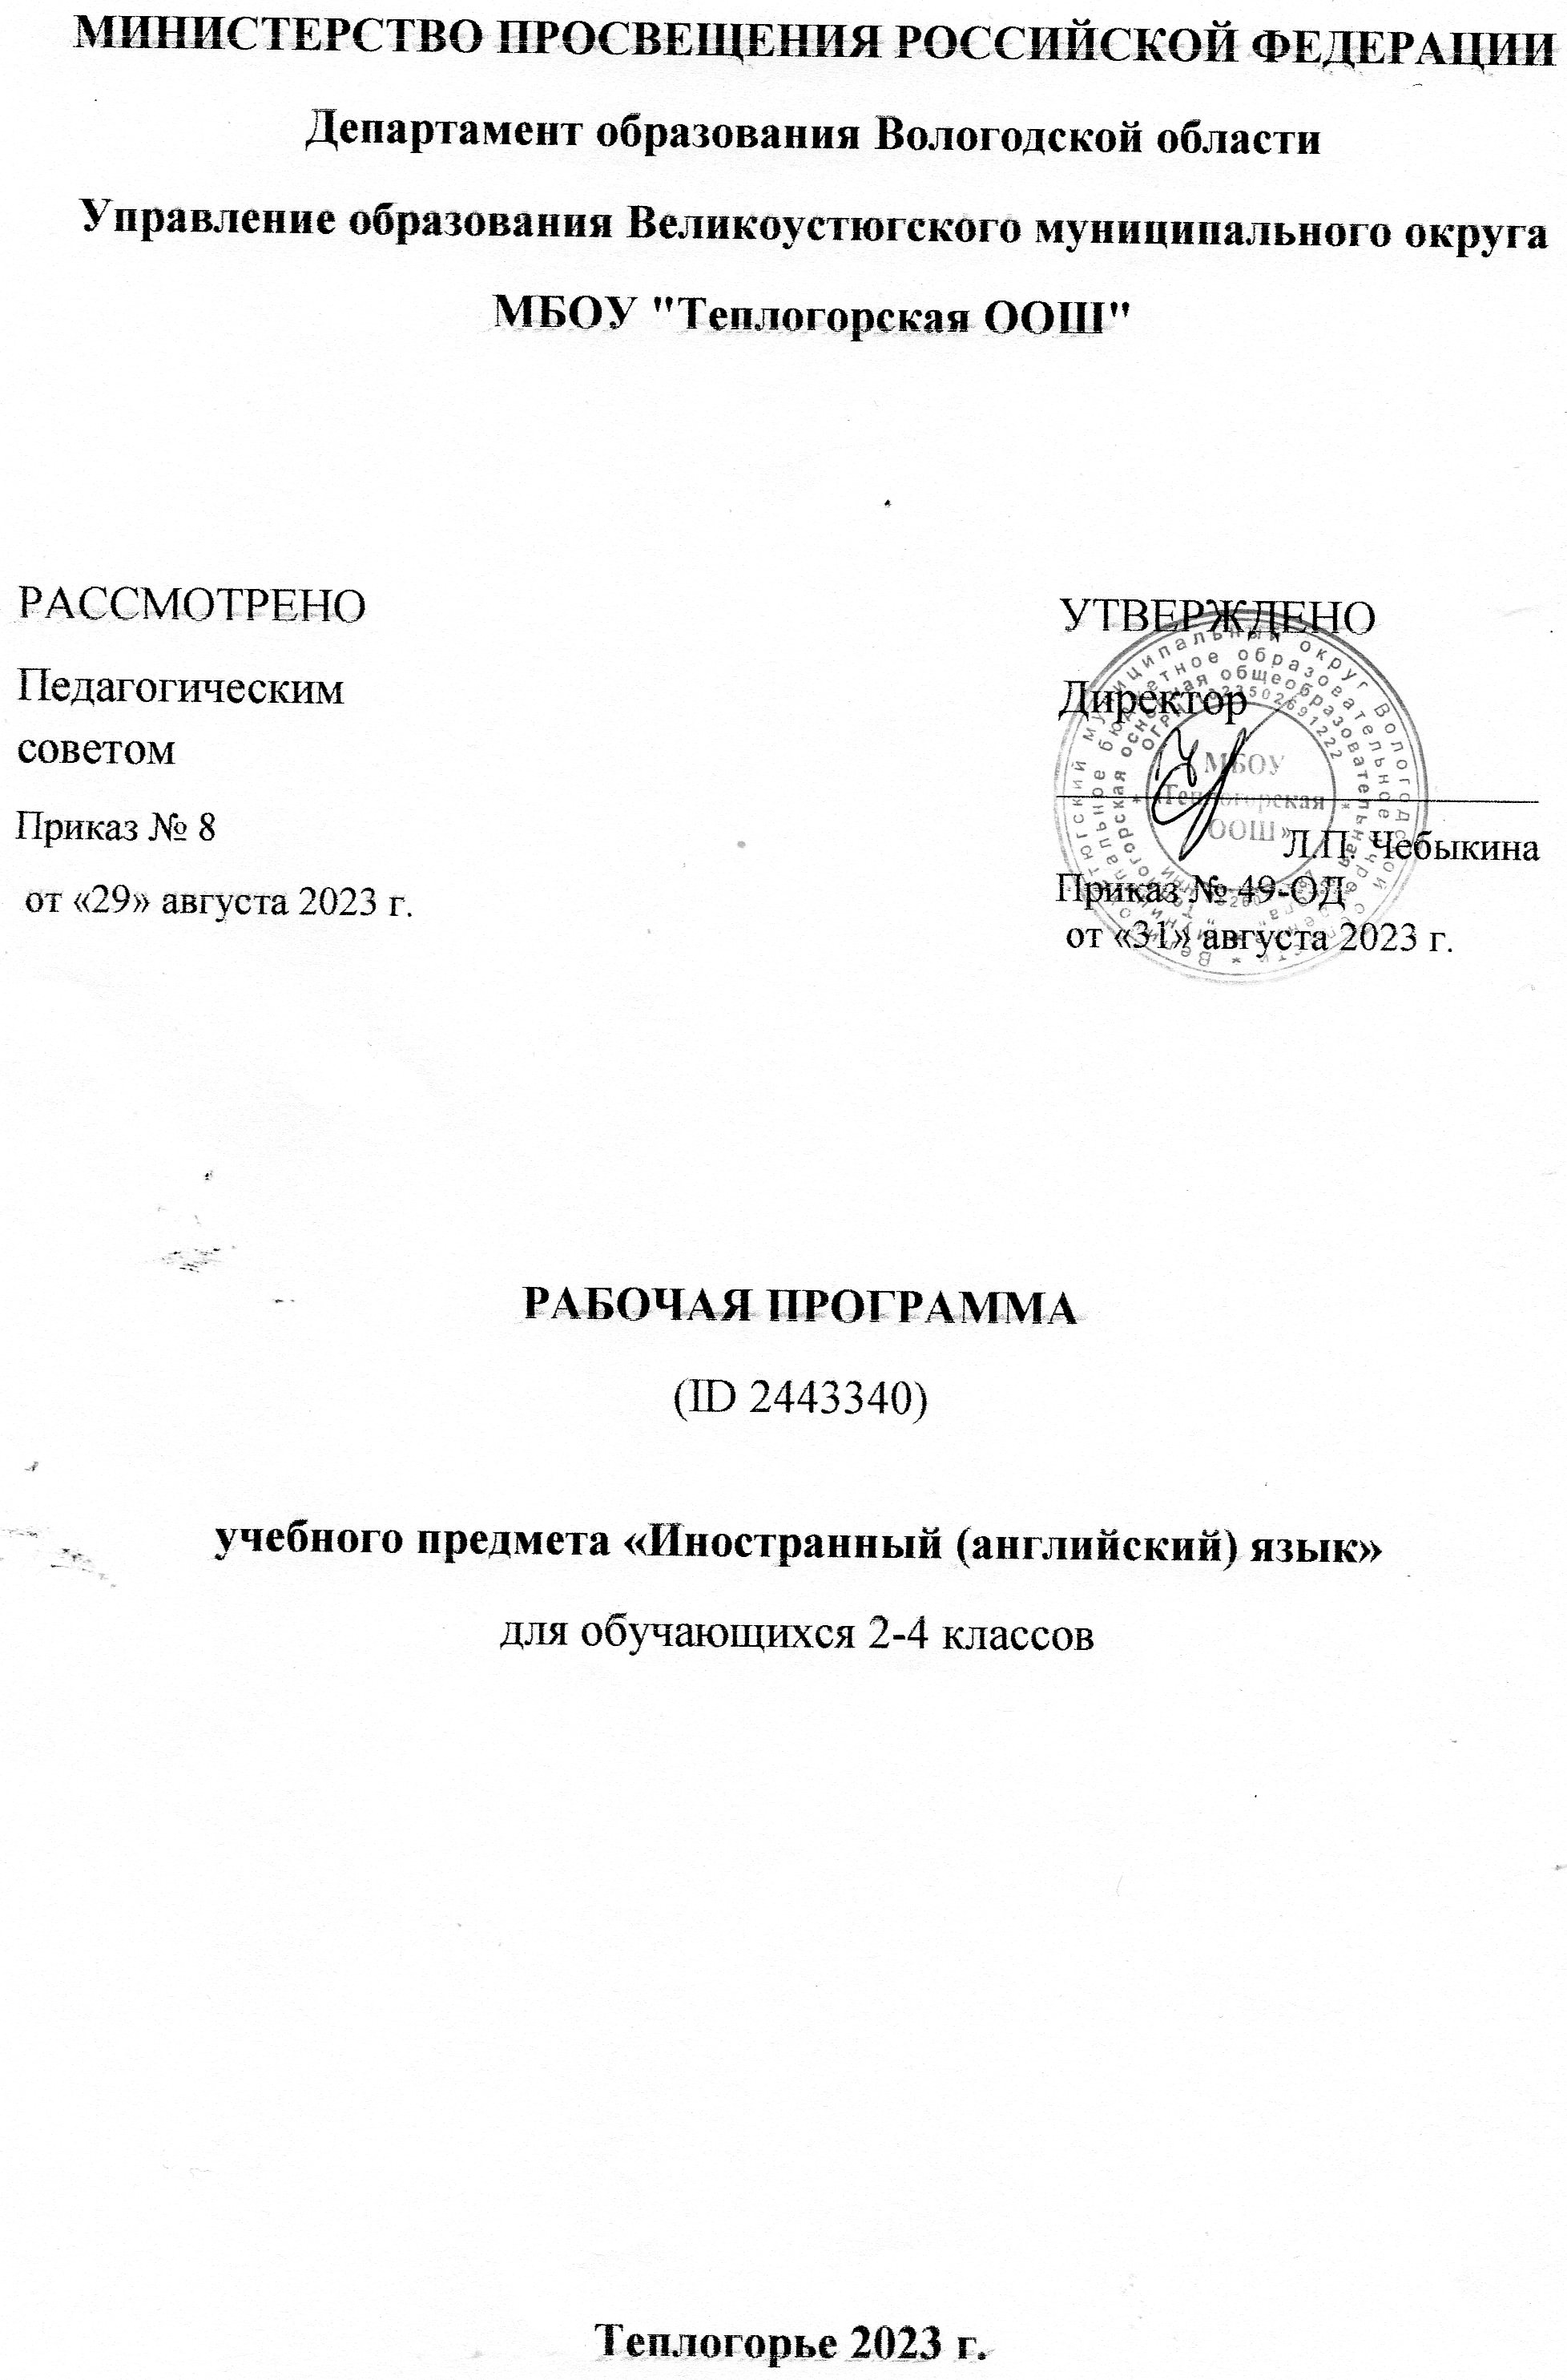 МИНИСТЕРСТВО ПРОСВЕЩЕНИЯ РОССИЙСКОЙ ФЕДЕРАЦИИ
Департамент образования Вологодской области
Управление образования Великоустюгского муниципального округа
МБОУ "Теплогорская ООШ"
РАССМОТРЕНО
Педагогическим
советом
Приказ № 8
от «29» августа 2023 г.
УТВЕРЖДЕНО
Директор
МБОУ
Теплогорская
ООШ»
Л.П. Чебыкина
Приказ № 49-ОД
от «31» августа 2023 г.
РАБОЧАЯ ПРОГРАММА
(ID 2443340)
учебного предмета «Иностранный (английский) язык»
для обучающихся 2-4 классов
Теплогорье 2023 г.